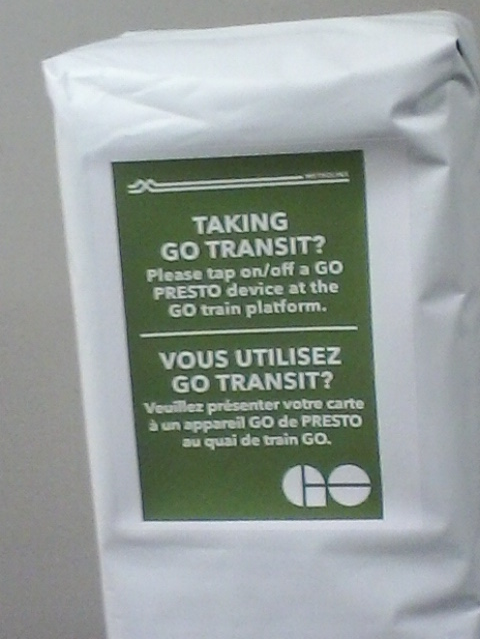 METROLINX
TAKING
GO TRANSIT?
Please tap on/off a GO
PRESTO device at the
GO train platform.
VOUS UTILISEZ
GO TRANSIT?
Veuillez présenter votre carte
à un appareil GO de PRESTO
au quai de train GO.
GO